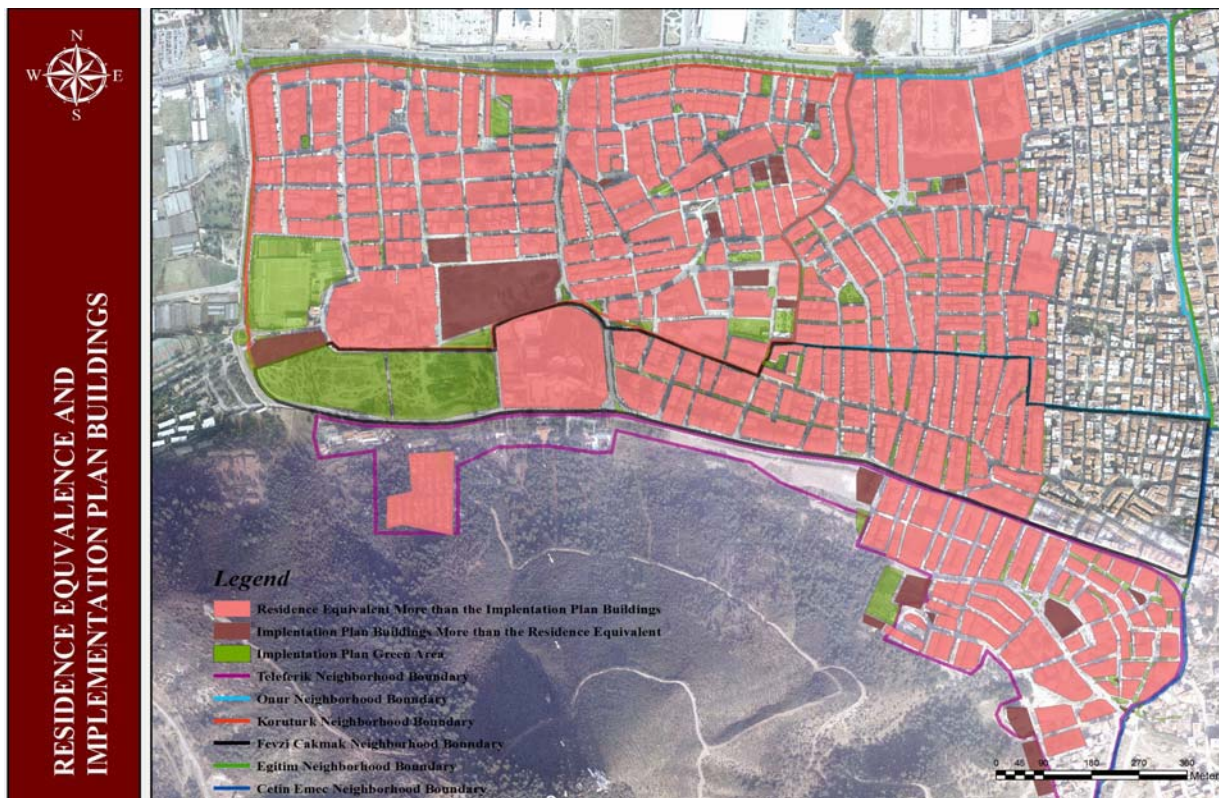 N
W E
S
RESIDENCE EQUVALENCE AND
IMPLEMENTATION PLAN BUILDINGS
Legend
Residence Equivalent More than the Implentation Plan Buildings
Implentation Plan Buildings More than the Residence Equivalent
Implentation Plan Green Area
Teleferik Neighborhood Boundary
Onur Neighborhood Boundary
Koruturk Neighborhood Boundary
Fevzi Cakmak Neighborhood Boundary
Egitim Neighborhood Boundary
Cetin Emec Neighborhood Boundary
0 45 90 180 270 360
Meter